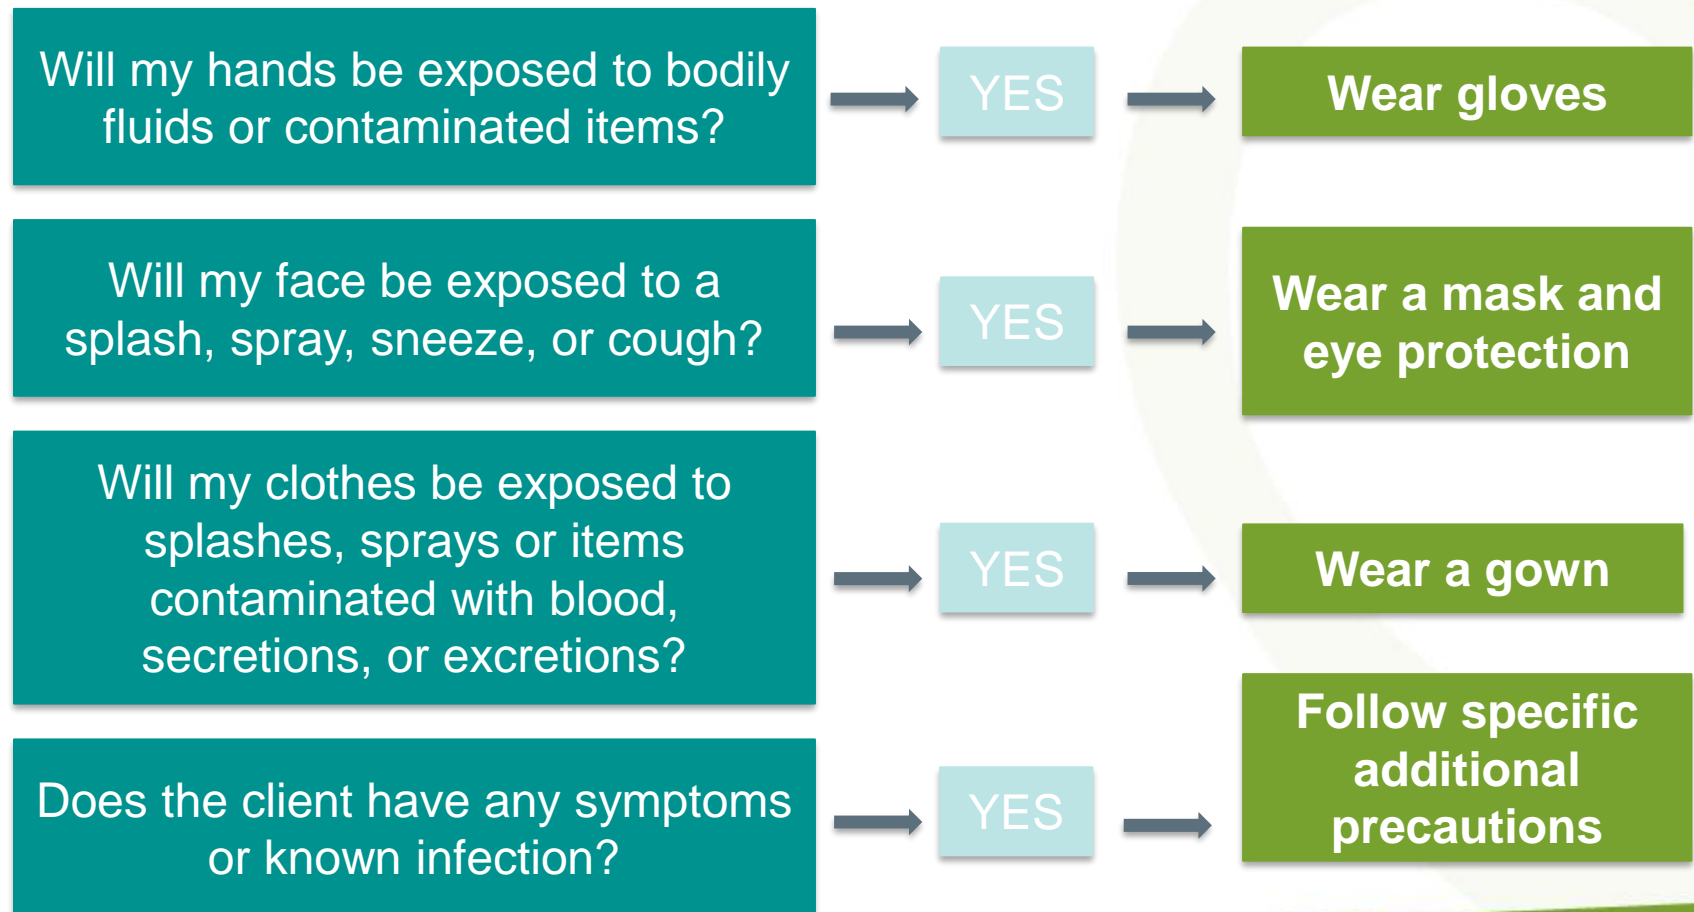 Will my hands be exposed to bodily
fluids or contaminated items?
YES
Wear gloves
Will my face be exposed to a
splash, spray, sneeze, or cough?
YES
Wear a mask and
eye protection
Will my clothes be exposed to
splashes, sprays or items
contaminated with blood,
secretions, or excretions?
YES
Wear a gown
Does the client have any symptoms
or known infection?
YES
Follow specific
additional
precautions